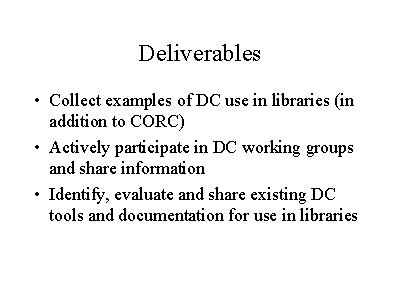 Deliverables
• Collect examples of DC use in libraries (in
addition to CORC)
• Actively participate in DC working groups
and share information
• Identify, evaluate and share existing DC
tools and documentation for use in libraries